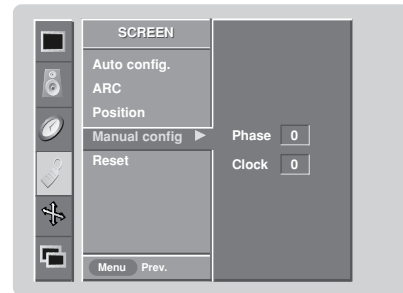 SCREEN
Auto config.
ARC
Position
Manual config ▶
Phase 0
Clock 0
Reset
Menu Prev.